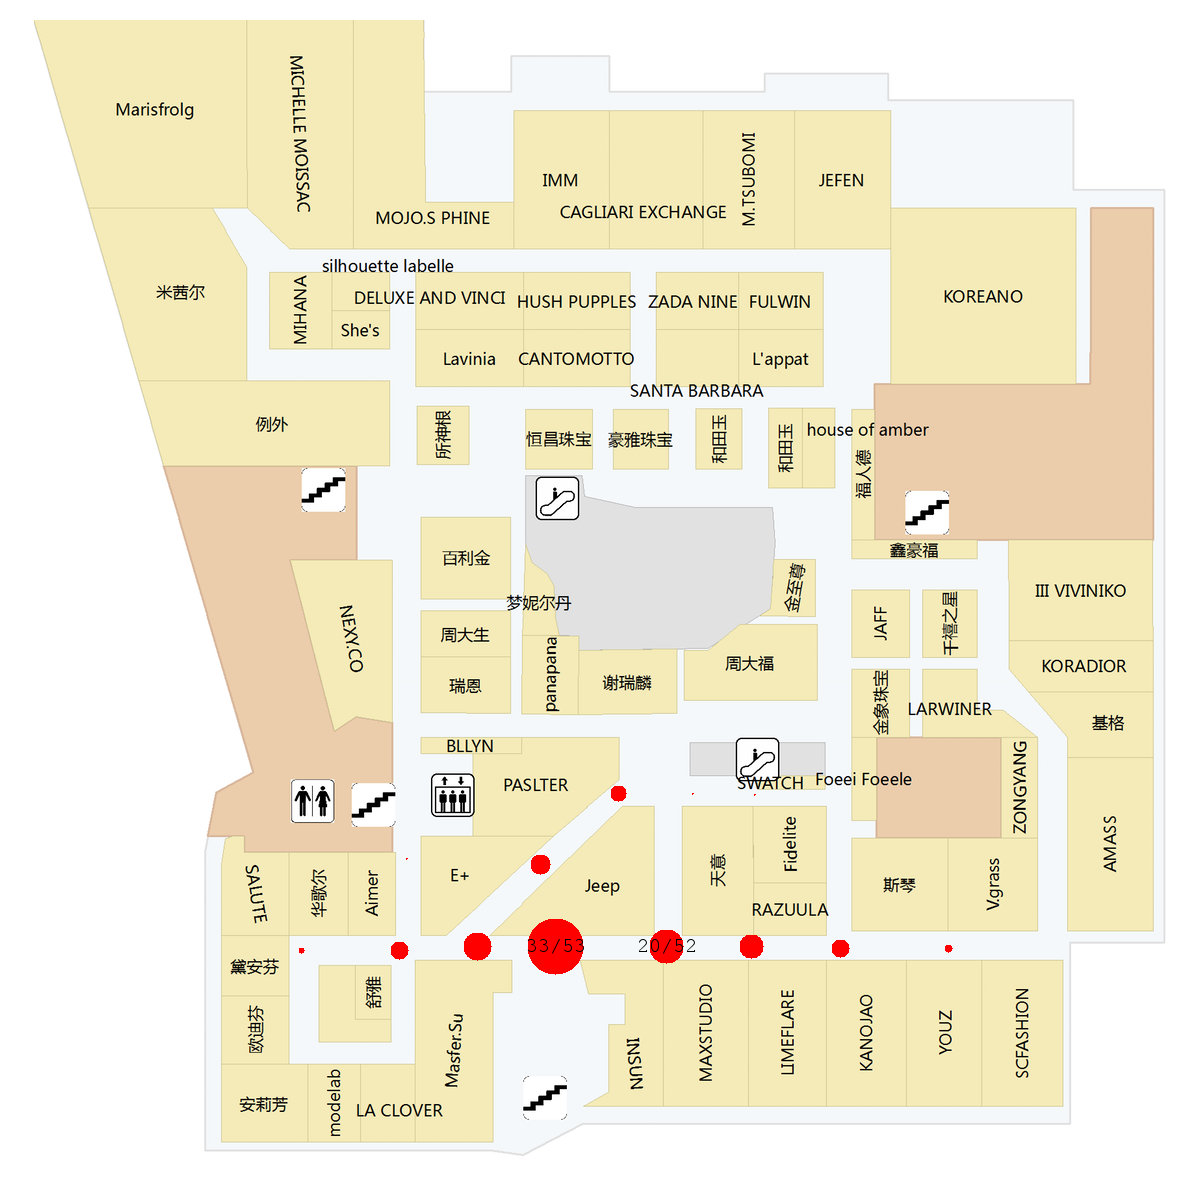 Marisfrolg
MICHELLE MOISSAC
MOJO.S PHINE
IMM
CAGLIARI EXCHANGE
M.TSUBOMI
JEFEN
米茜尔
silhouette labelle
MIHANA
DELUXE AND VINCI
She's
HUSH PUPPLES
ZADA NINE
FULWIN
KOREANO
Lavinia
CANTOMOTTO
L'appat
SANTA BARBARA
例外
所神根
恒昌珠宝
豪雅珠宝
和田玉
和田玉
house of amber
福人德
鑫豪福
百利金
梦妮尔丹
金至尊
JAFF
千禧之星
III VIVINIKO
NEXY.CO
周大生
瑞恩
panapana
谢瑞麟
周大福
金象珠宝
LARWINER
KORADIOR
基格
BLLYN
PASLTER
SWATCH
Foeei Foeele
ZONGYANG
AMASS
SALUTE
华歌尔
Aimer
E+
Jeep
天意
Fidelite
RAZUULA
斯琴
V.grass
33/53
20/52
黛安芬
舒雅
欧迪芬
安莉芳
modelab
LA CLOVER
Masfer.Su
INSUN
MAXSTUDIO
LIMEFLARE
KANOJAO
YOUZ
SCFASHION